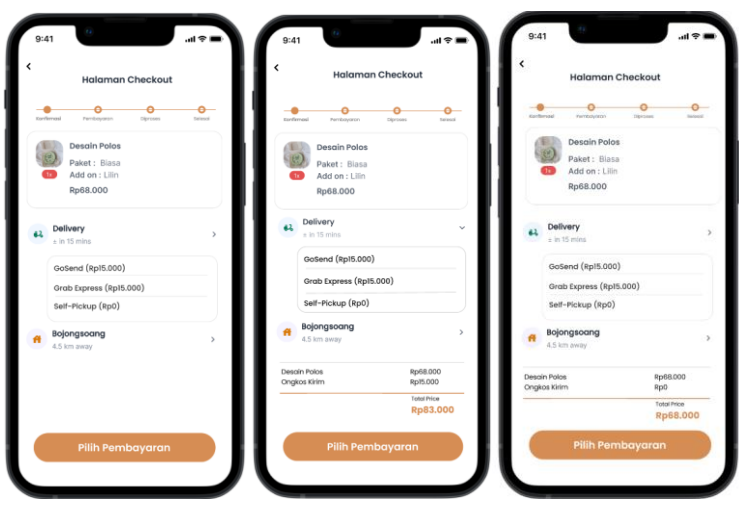 9:41
Halaman Checkout
Konfirmasi Pembayaran Diproses Selesai
Desain Polos
Paket : Biasa
1x
Add on : Lilin
Rp68.000
Delivery
± in 15 mins
GoSend (Rp15.000)
Grab Express (Rp15.000)
Self-Pickup (Rp0)
Bojongsoang
4.5 km away
Pilih Pembayaran
9:41
Halaman Checkout
Konfirmasi Pembayaran Diproses Selesai
Desain Polos
Paket : Biasa
1x
Add on : Lilin
Rp68.000
Delivery
± in 15 mins
GoSend (Rp15.000)
Grab Express (Rp15.000)
Self-Pickup (Rp0)
Bojongsoang
4.5 km away
Desain Polos Rp68.000
Ongkos Kirim Rp15.000
Total Price
Rp83.000
Pilih Pembayaran
9:41
Halaman Checkout
Konfirmasi Pembayaran Diproses Selesai
Desain Polos
Paket : Biasa
1x
Add on : Lilin
Rp68.000
Delivery
± in 15 mins
GoSend (Rp15.000)
Grab Express (Rp15.000)
Self-Pickup (Rp0)
Bojongsoang
4.5 km away
Desain Polos Rp68.000
Ongkos Kirim Rp0
Total Price
Rp68.000
Pilih Pembayaran